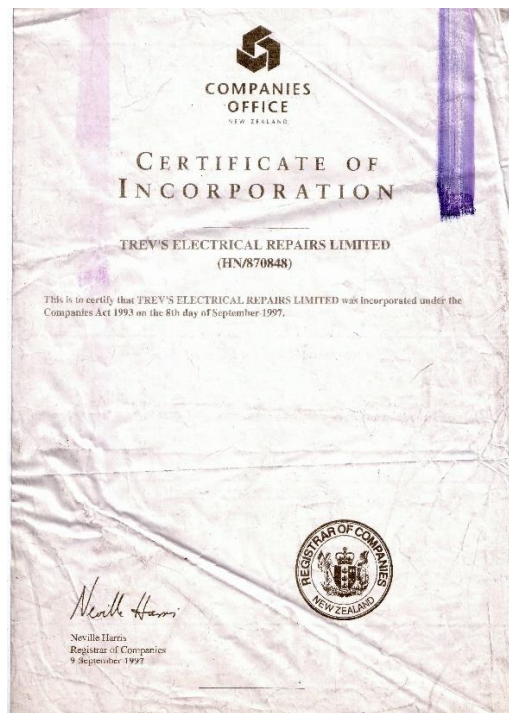 COMPANIES
OFFICE
NEW ZEALAND
CERTIFICATE OF
INCORPORATION
TREV'S ELECTRICAL REPAIRS LIMITED
(HN/870848)
This is to certify that TREV'S ELECTRICAL REPAIRS LIMITED was incorporated under the
Companies Act 1993 on the 8th day of September 1997.
REGISTRAR OF COMPANIES
NEW ZEALAND
Neville Harris
Neville Harris
Registrar of Companies
9 September 1997